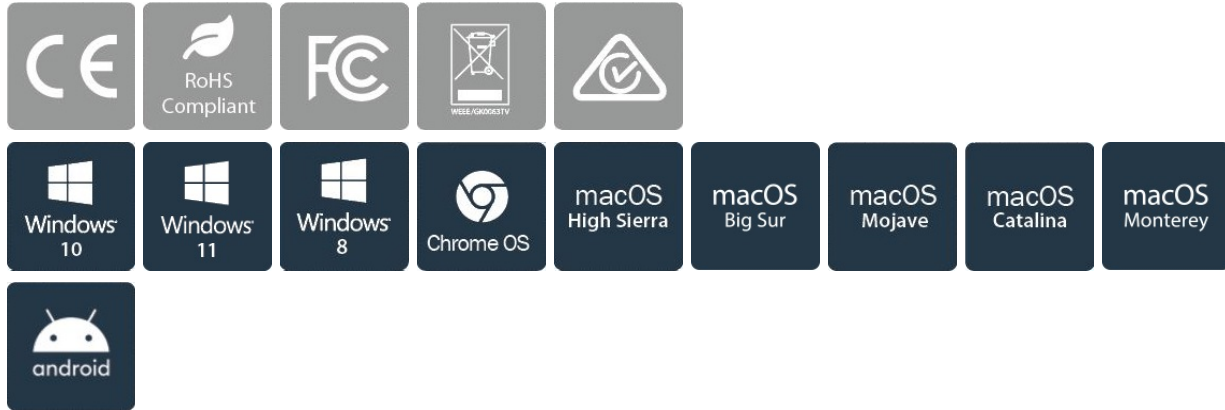 CE
RoHS
Compliant
FC
WEEE/GK0063TV
Windows
10
Windows
11
Windows
8
Chrome OS
macOS
High Sierra
macOS
Big Sur
macOS
Mojave
macOS
Catalina
macOS
Monterey
android